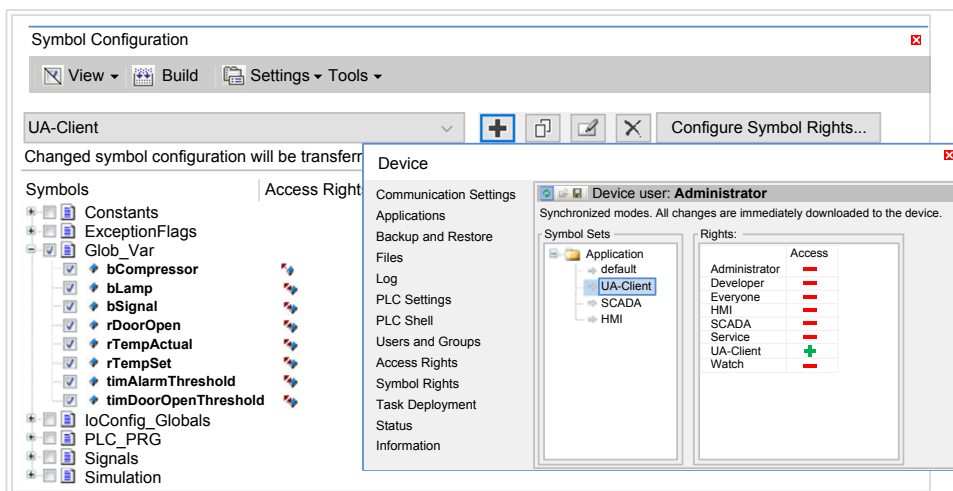 Symbol Configuration
View Build Settings Tools
UA-Client Configure Symbol Rights...
Changed symbol configuration will be transferr
Symbols Access Right
Constants
ExceptionFlags
Glob_Var
bCompressor
bLamp
bSignal
rDoorOpen
rTempActual
rTempSet
timAlarmThreshold
timDoorOpenThreshold
IoConfig_Globals
PLC_PRG
Signals
Simulation
Device
Communication Settings
Applications
Backup and Restore
Files
Log
PLC Settings
PLC Shell
Users and Groups
Access Rights
Symbol Rights
Task Deployment
Status
Information
Device user: Administrator
Synchronized modes. All changes are immediately downloaded to the device.
Symbol Sets
Application
default
UA-Client
SCADA
HMI
Rights:
Access
Administrator
Developer
Everyone
HMI
SCADA
Service
UA-Client
Watch